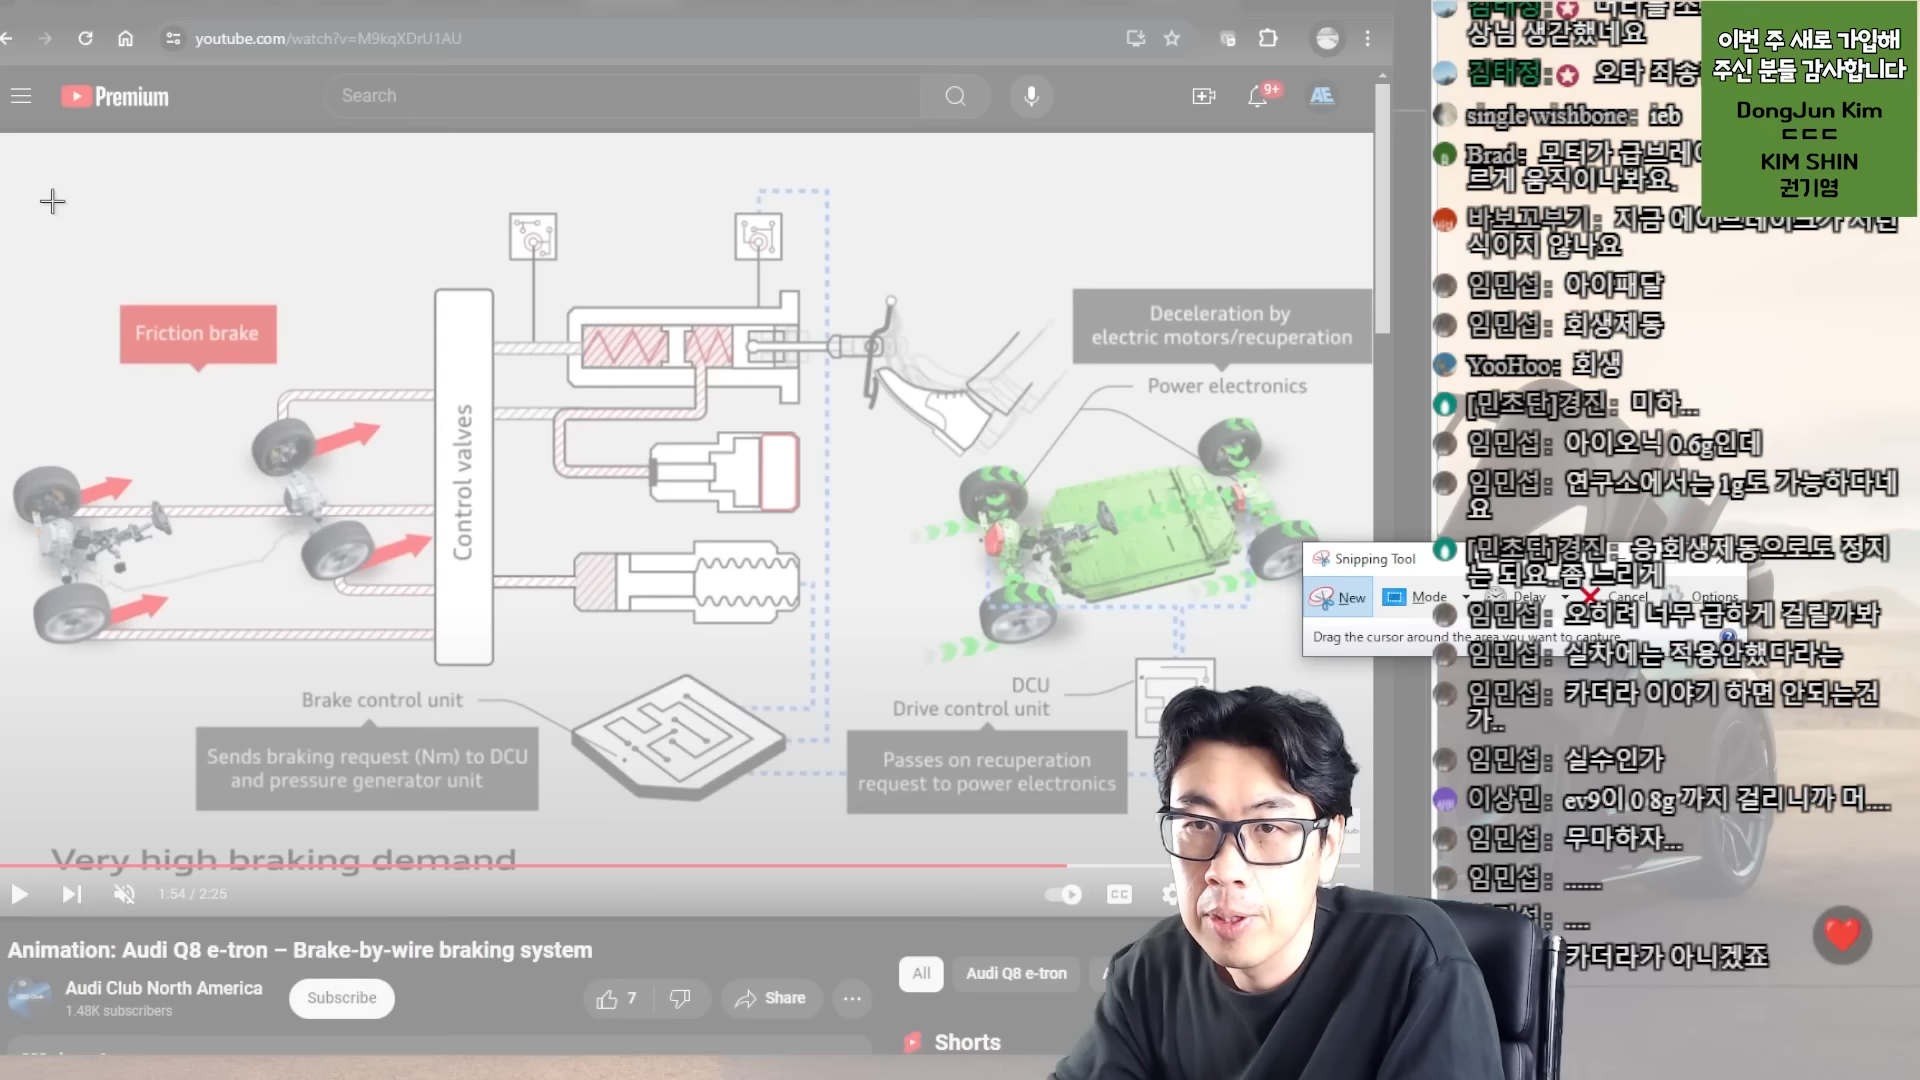 youtube.com/watch?v=M9kqXDrU1AU
Premium
Search
9+
AE
Friction brake
Control valves
Deceleration by
electric motors/recuperation
Power electronics
Brake control unit
Sends braking request (Nm) to DCU
and pressure generator unit
DCU
Drive control unit
Passes on recuperation
request to power electronics
Very high braking demand
1:54 / 2:25
CC
Animation: Audi Q8 e-tron – Brake-by-wire braking system
Audi Club North America
1.48K subscribers
Subscribe
7
Share
All
Audi Q8 e-tron
Shorts
Snipping Tool
New
Mode
Delay
Cancel
Options
Drag the cursor around the area you want to capture.
이번 주 새로 가입해
주신 분들 감사합니다
DongJun Kim
ㄷㄷㄷ
KIM SHIN
권기영
상님 생각했네요
김태정: 오타 죄송
single wishbone: ieb
Brad: 모터가 급브레이
르게 움직이나봐요.
바보꼬부기: 지금
식이지 않나요
임민섭: 아이패달
임민섭: 회생제동
YooHoo: 회생
[민초단]경진: 미하...
임민섭: 아이오닉 0.6g인데
임민섭: 연구소에서는 1g도 가능하다네
요
[민초단]경진: 응 회생제동으로도 정지
는 되요..좀 느리게
임민섭: 오히려 너무 급하게 걸릴까봐
임민섭: 실차에는 적용안했다라는
임민섭: 카더라 이야기 하면 안되는건
가..
임민섭: 실수인가
이상민: ev9이 0 8g 까지 걸리니까 머....
임민섭: 무마하자...
임민섭: ......
....
카더라가 아니겠죠